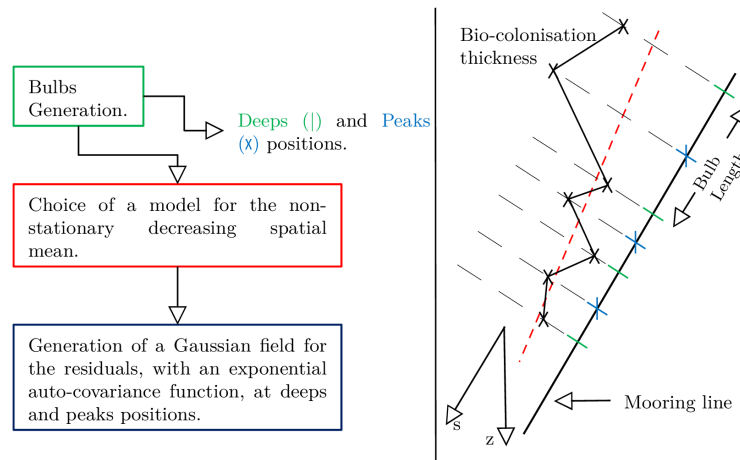 Bulbs
Generation.
Deeps (|) and Peaks
(x) positions.
Choice of a model for the non-
stationary decreasing spatial
mean.
Generation of a Gaussian field for
the residuals, with an exponential
auto-covariance function, at deeps
and peaks positions.
Bio-colonisation
thickness
Bulb
Length
Mooring line
s
z